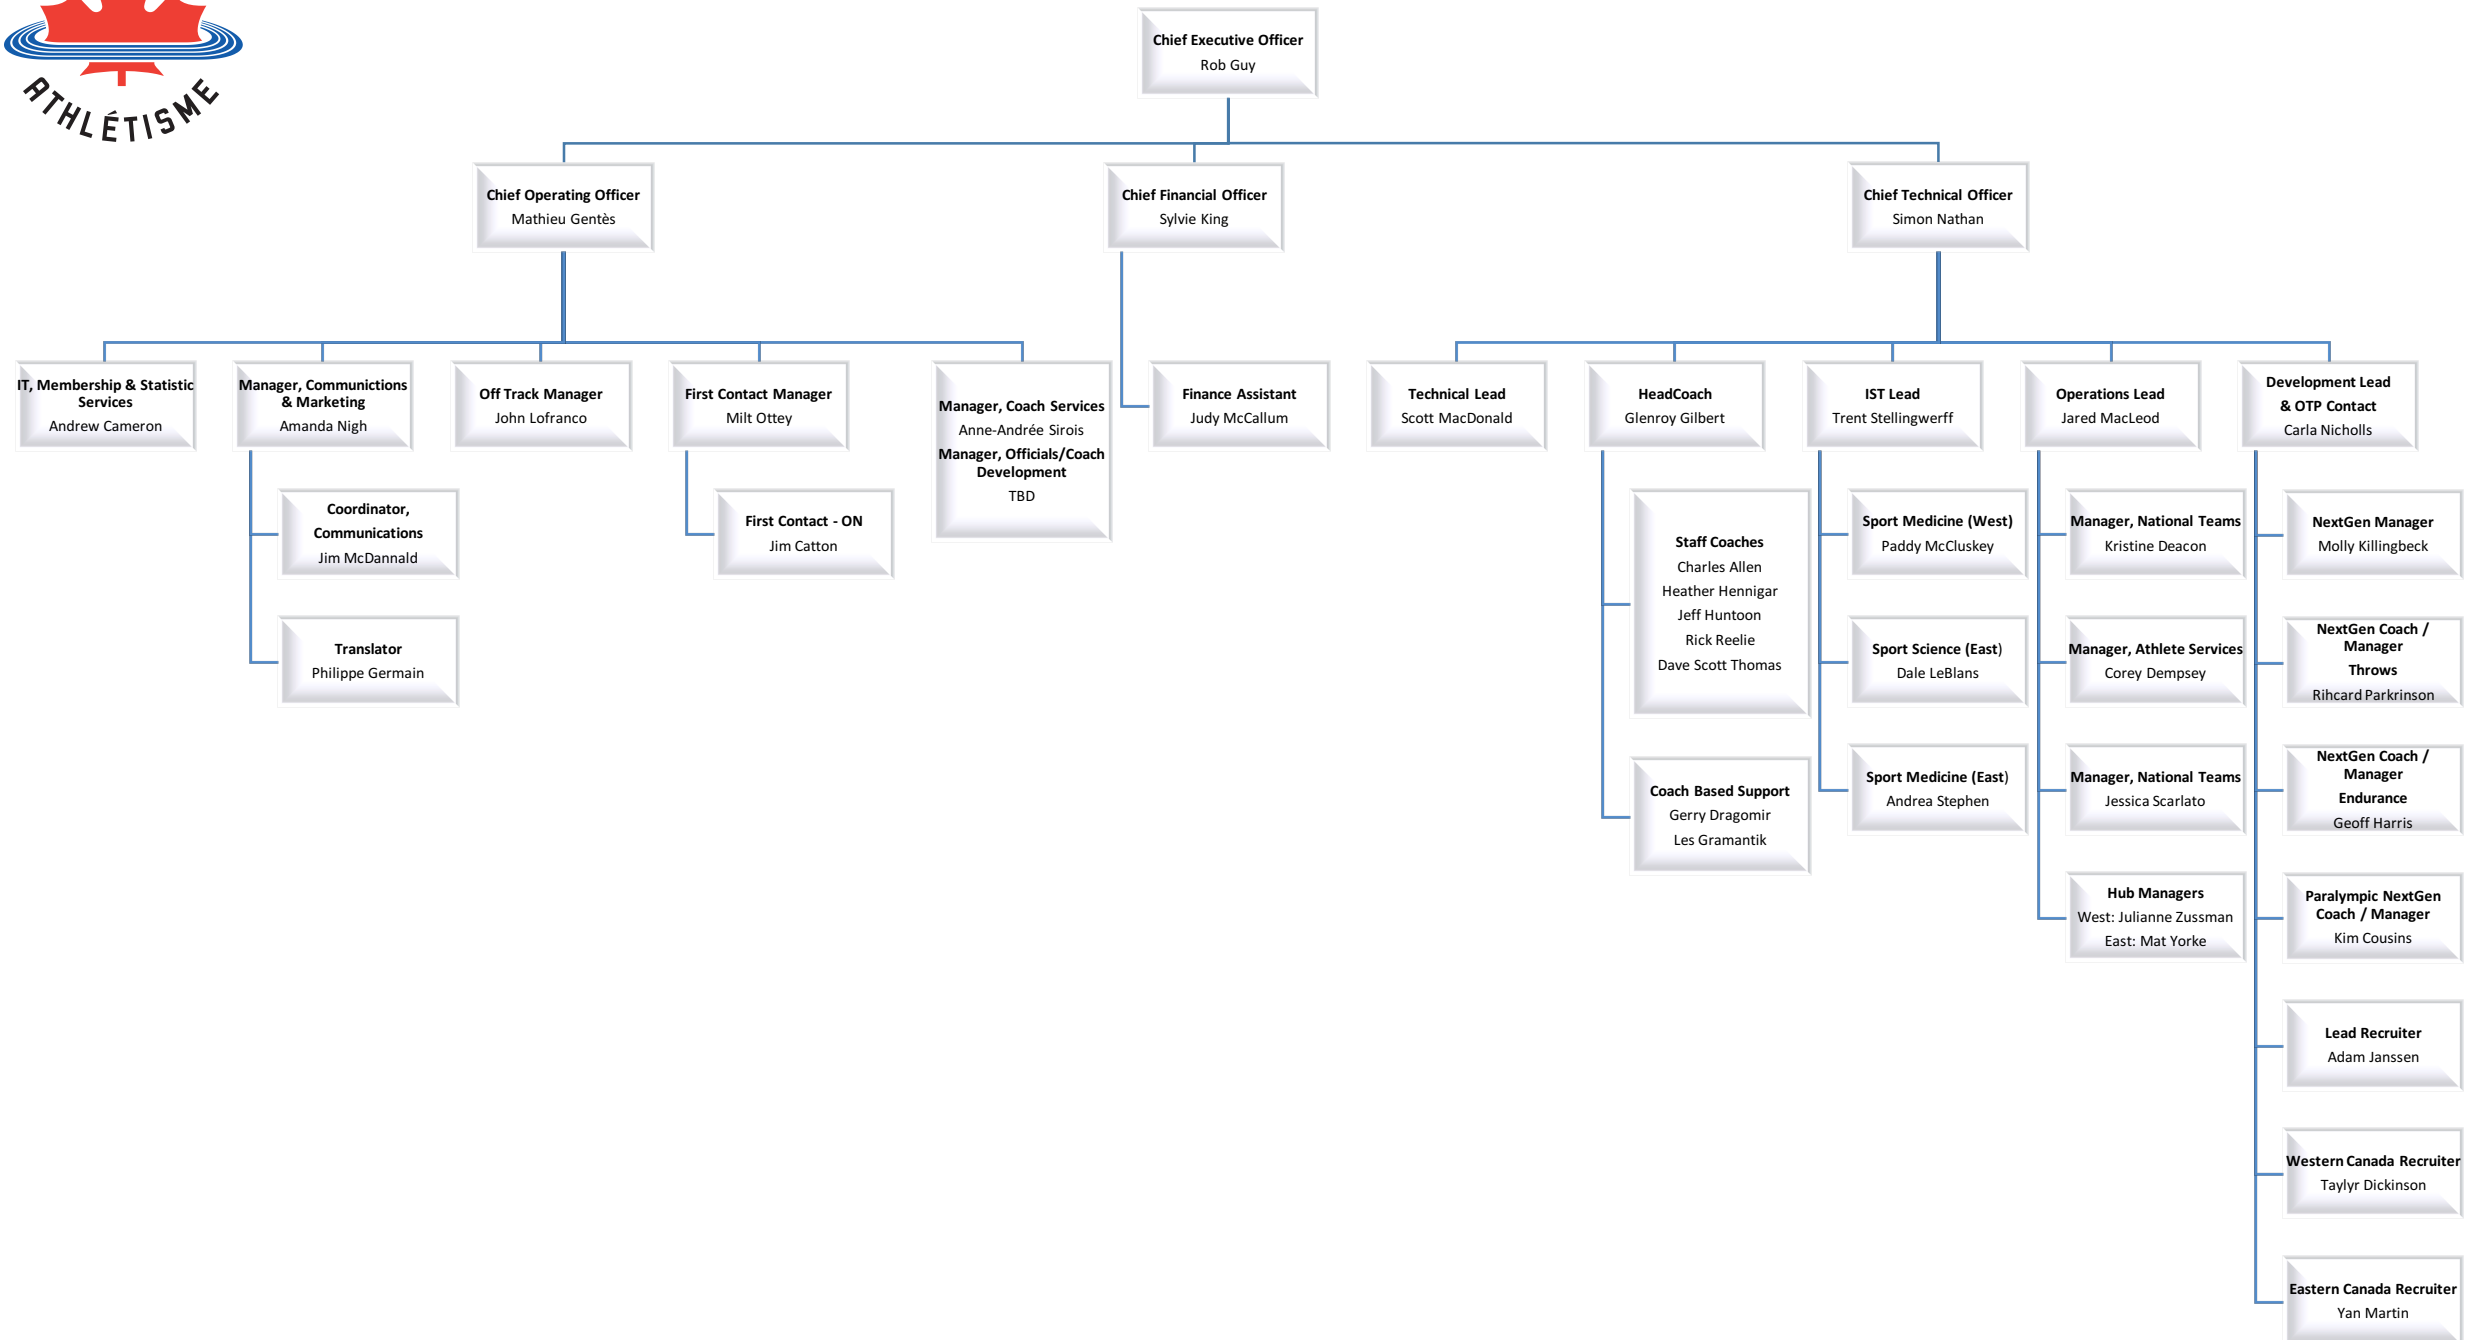 ATHLÉTISME
Chief Executive Officer
Rob Guy
Chief Operating Officer
Mathieu Gentès
Chief Financial Officer
Sylvie King
Chief Technical Officer
Simon Nathan
IT, Membership & Statistic
Services
Andrew Cameron
Manager, Communictions
& Marketing
Amanda Nigh
Off Track Manager
John Lofranco
First Contact Manager
Milt Ottey
Manager, Coach Services
Anne-Andrée Sirois
Manager, Officials/Coach
Development
TBD
Finance Assistant
Judy McCallum
Technical Lead
Scott MacDonald
HeadCoach
Glenroy Gilbert
IST Lead
Trent Stellingwerff
Operations Lead
Jared MacLeod
Development Lead
& OTP Contact
Carla Nicholls
Coordinator,
Communications
Jim McDannald
Translator
Philippe Germain
First Contact - ON
Jim Catton
Staff Coaches
Charles Allen
Heather Hennigar
Jeff Huntoon
Rick Reelie
Dave Scott Thomas
Coach Based Support
Gerry Dragomir
Les Gramantik
Sport Medicine (West)
Paddy McCluskey
Sport Science (East)
Dale LeBlans
Sport Medicine (East)
Andrea Stephen
Manager, National Teams
Kristine Deacon
Manager, Athlete Services
Corey Dempsey
Manager, National Teams
Jessica Scarlato
Hub Managers
West: Julianne Zussman
East: Mat Yorke
NextGen Manager
Molly Killingbeck
NextGen Coach /
Manager
Throws
Rihcard Parkrinson
NextGen Coach /
Manager
Endurance
Geoff Harris
Paralympic NextGen
Coach / Manager
Kim Cousins
Lead Recruiter
Adam Janssen
Western Canada Recruiter
Taylyr Dickinson
Eastern Canada Recruiter
Yan Martin